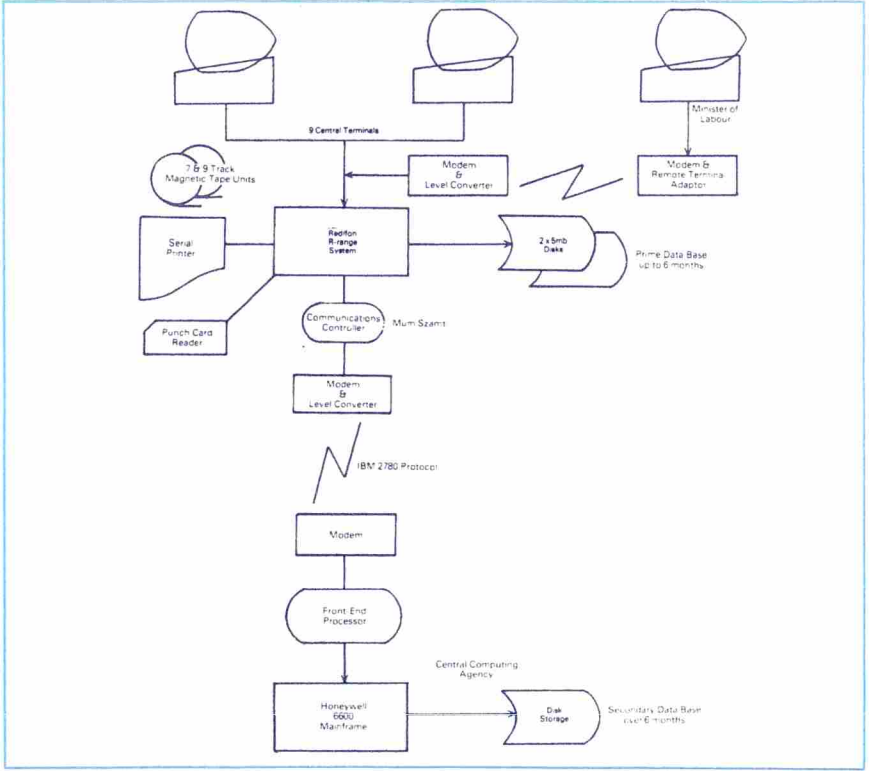 Minister of
Labour
9 Central Terminals
7 & 9 Track
Magnetic Tape Units
Modem
&
Level Converter
Modem &
Remote Terminal
Adaptor
Serial
Printer
Redifon
R-range
System
2 x 5mb
Disks
Prime Data Base
up to 6 months
Communications
Controller
Mum Szamt
Punch Card
Reader
Modem
&
Level Converter
IBM 2780 Protocol
Modem
Front-End
Processor
Central Computing
Agency
Honeywell
6600
Mainframe
Disk
Storage
Secondary Data Base
over 6 months